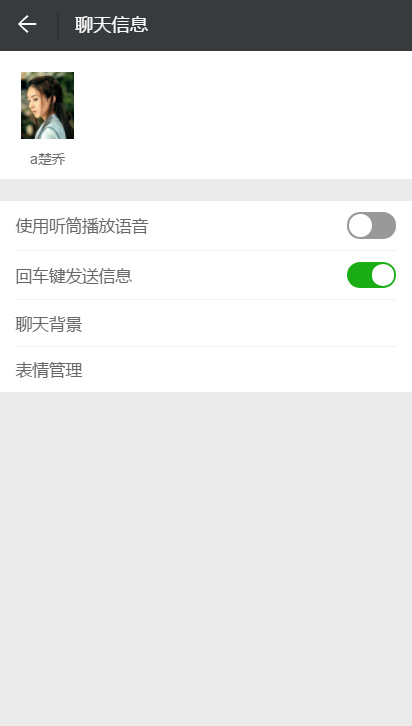 聊天信息
a楚乔
使用听筒播放语音
回车键发送信息
聊天背景
表情管理